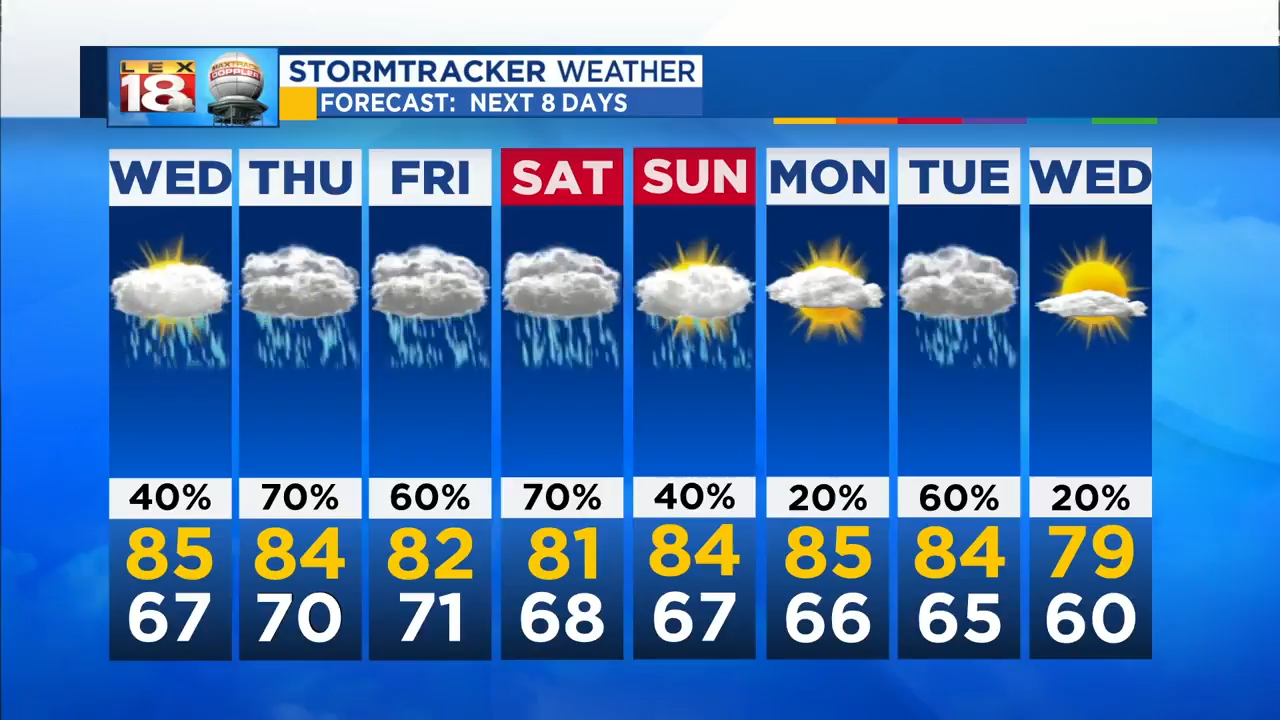 LEX
18
MAXTRACK
DOPPLER
STORMTRACKER WEATHER
FORECAST: NEXT 8 DAYS
WED THU FRI SAT SUN MON TUE WED
40% 70% 60% 70% 40% 20% 60% 20%
85 84 82 81 84 85 84 79
67 70 71 68 67 66 65 60